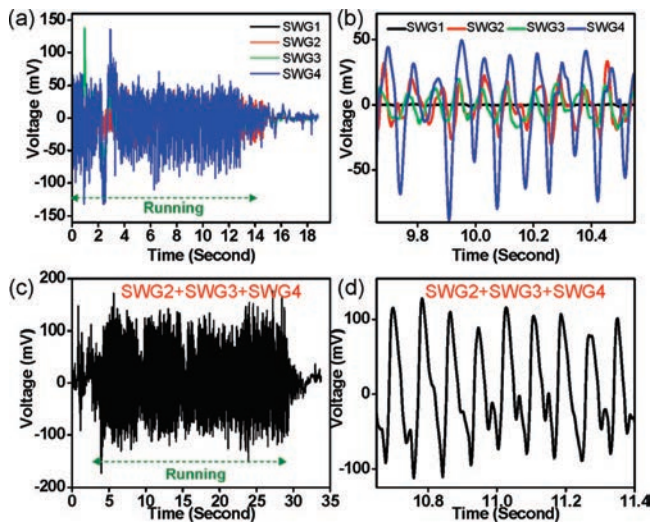 (a)
SWG1
SWG2
SWG3
SWG4
150
100
50
0
-50
-100
-150
Voltage (mV)
Running
0 2 4 6 8 10 12 14 16 18
Time (Second)
(b)
SWG1 SWG2 SWG3 SWG4
50
0
-50
Voltage (mV)
9.8 10.0 10.2 10.4
Time (Second)
(c)
SWG2+SWG3+SWG4
200
100
0
-100
-200
Voltage (mV)
Running
0 5 10 15 20 25 30 35
Time (Second)
(d)
SWG2+SWG3+SWG4
100
0
-100
Voltage (mV)
10.8 11.0 11.2 11.4
Time (Second)